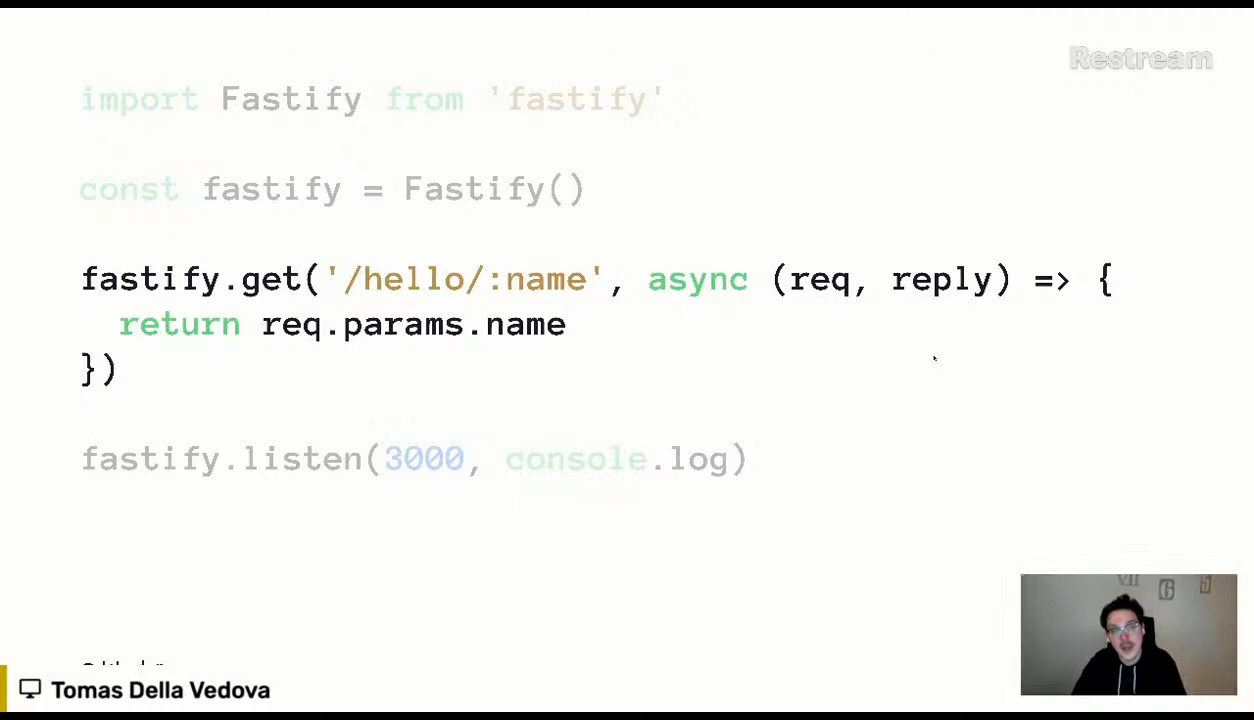 Restream
import Fastify from 'fastify'
const fastify = Fastify()
fastify.get('/hello/:name', async (req, reply) => {
return req.params.name
})
fastify.listen(3000, console.log)
Tomas Della Vedova